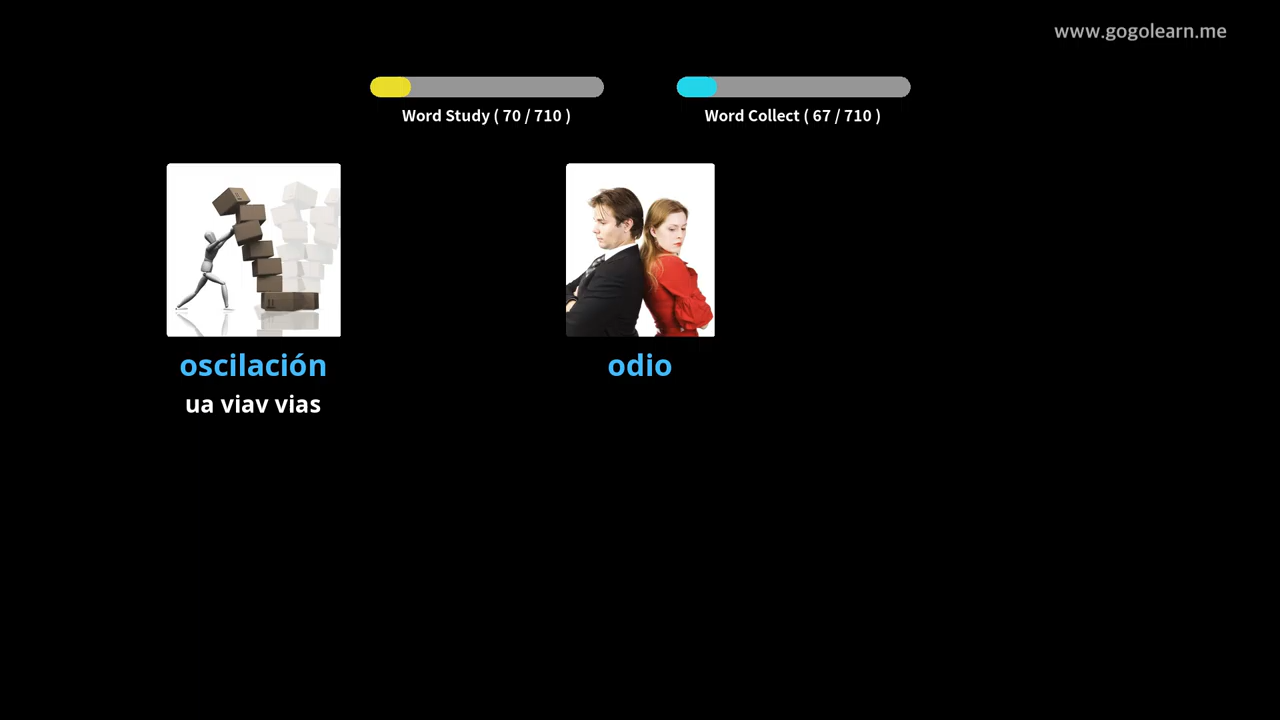 www.gogolearn.me
Word Study ( 70 / 710 )
Word Collect ( 67 / 710 )
oscilación
odio
ua viav vias